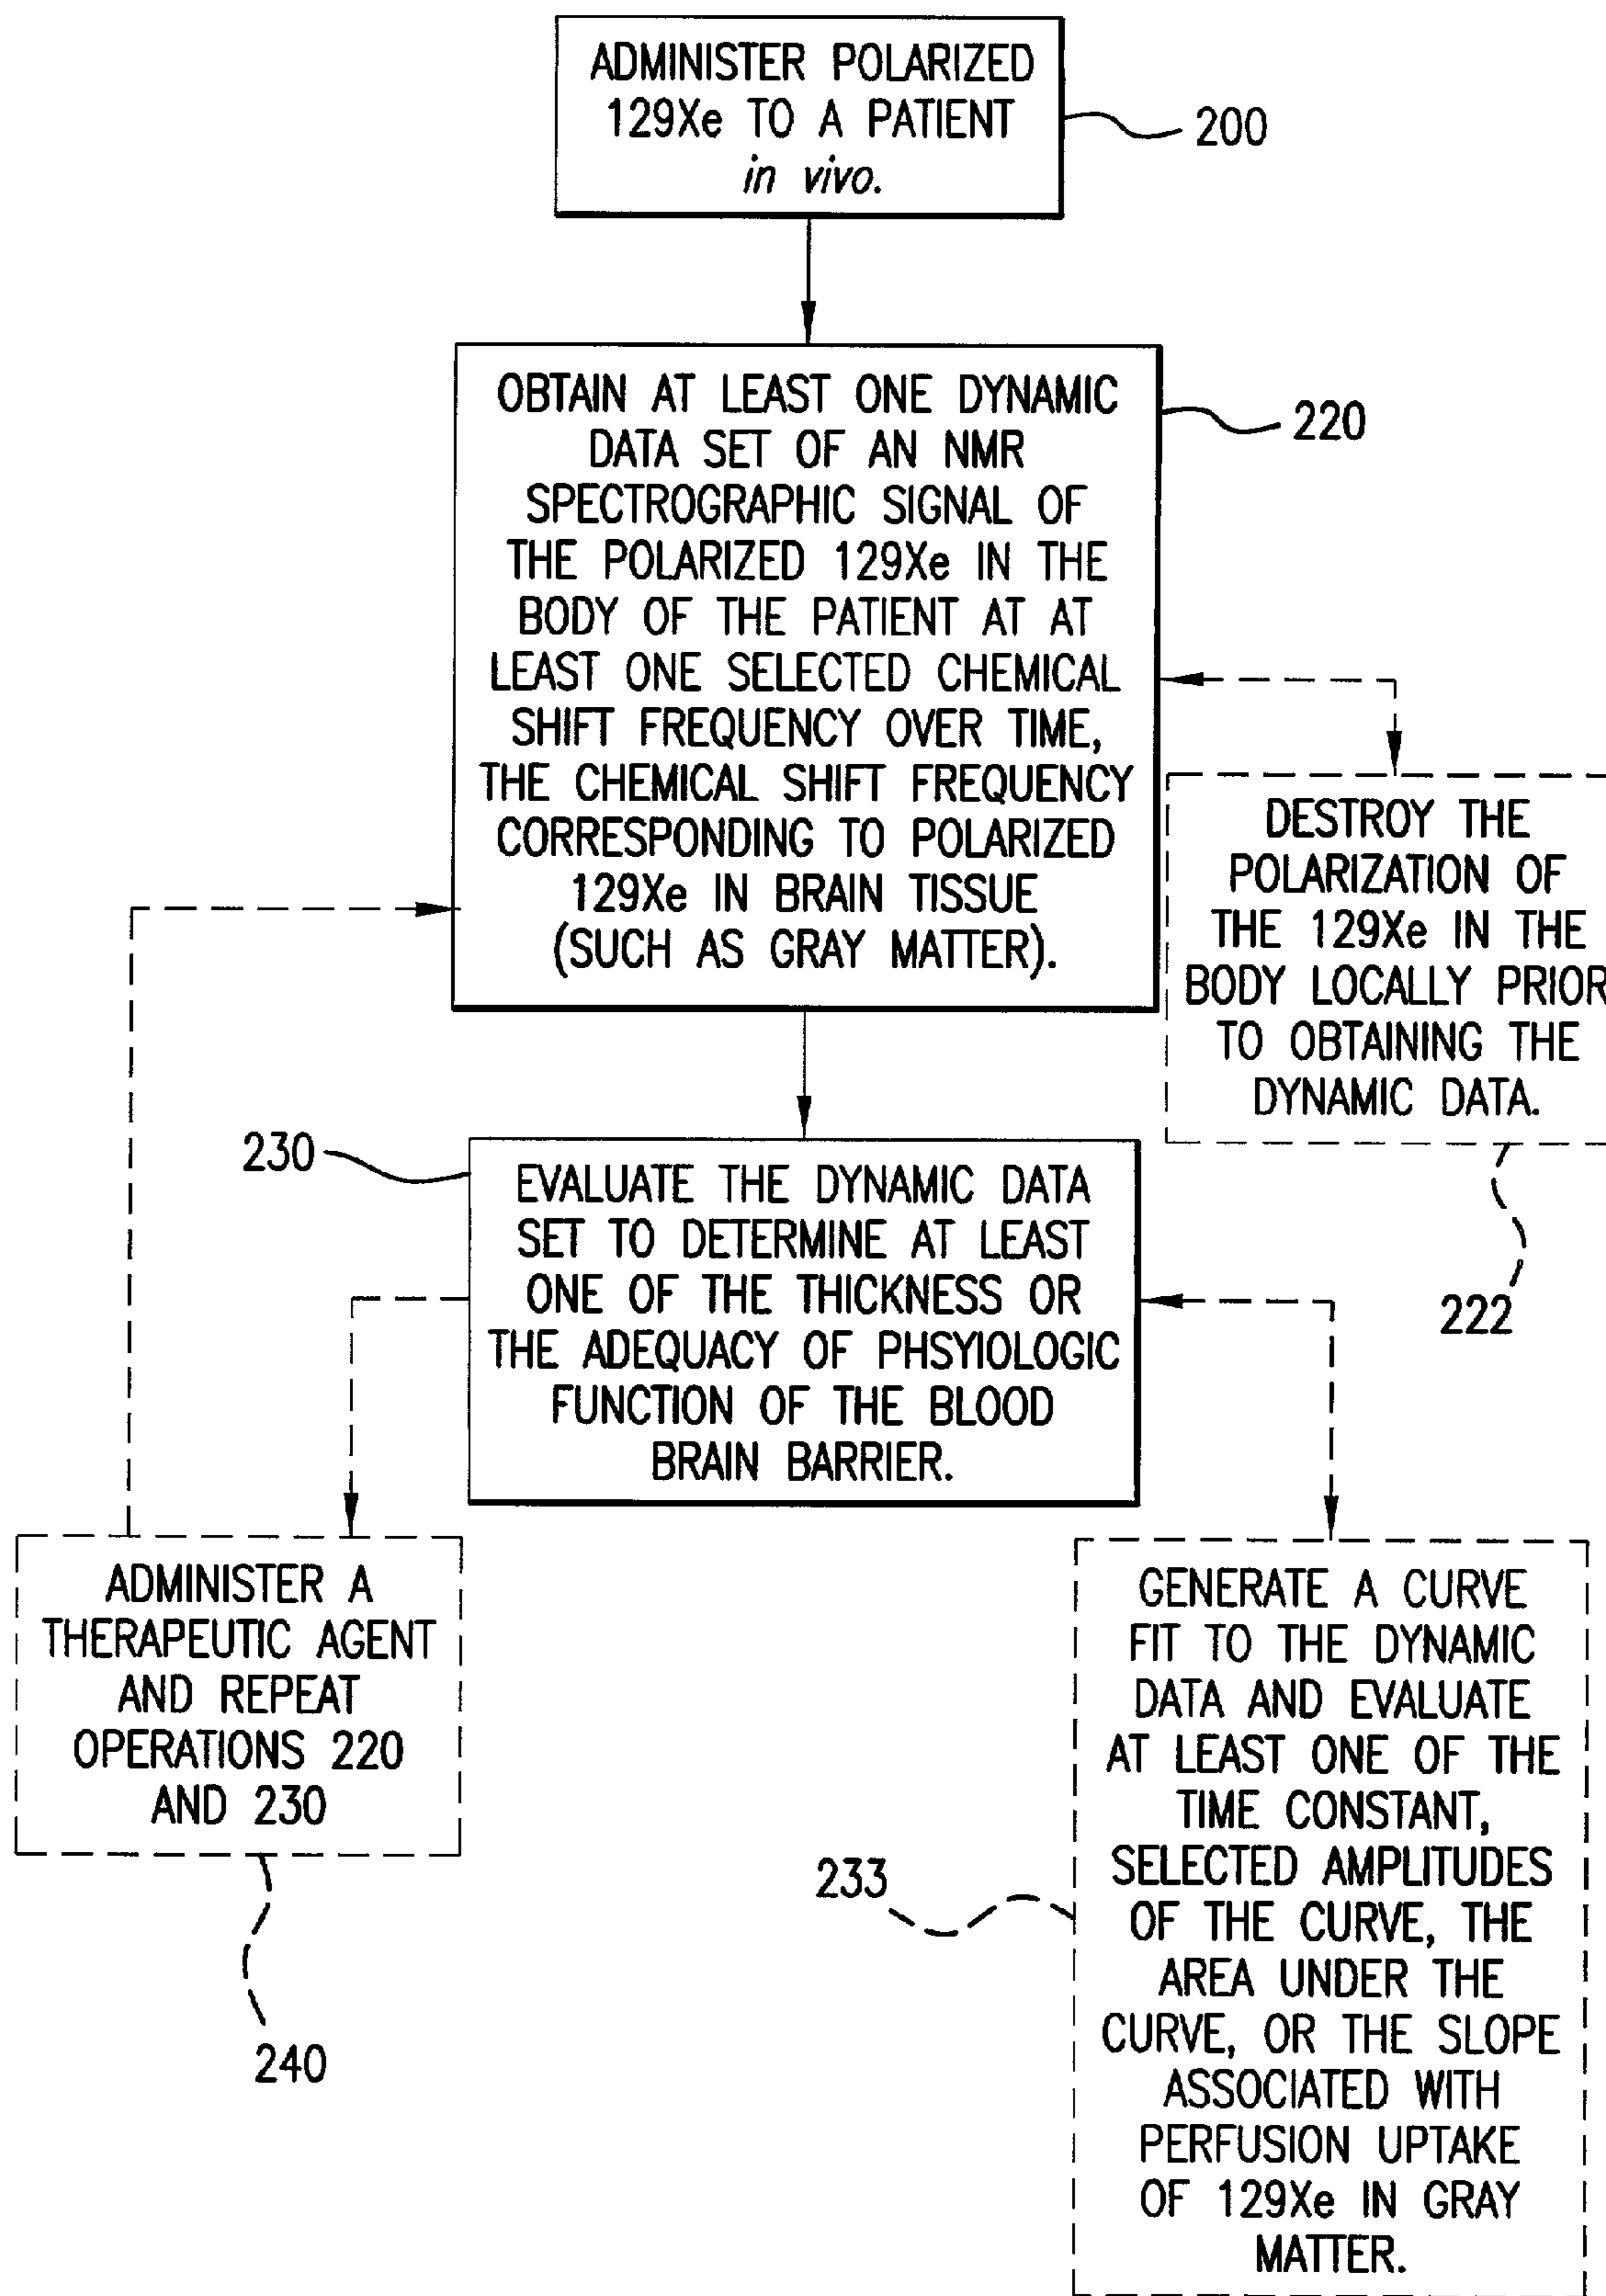 ADMINISTER POLARIZED
129Xe TO A PATIENT
in vivo.
200
OBTAIN AT LEAST ONE DYNAMIC
DATA SET OF AN NMR
SPECTROGRAPHIC SIGNAL OF
THE POLARIZED 129Xe IN THE
BODY OF THE PATIENT AT AT
LEAST ONE SELECTED CHEMICAL
SHIFT FREQUENCY OVER TIME,
THE CHEMICAL SHIFT FREQUENCY
CORRESPONDING TO POLARIZED
129Xe IN BRAIN TISSUE
(SUCH AS GRAY MATTER).
220
DESTROY THE
POLARIZATION OF
THE 129Xe IN THE
BODY LOCALLY PRIOR
TO OBTAINING THE
DYNAMIC DATA.
222
230
EVALUATE THE DYNAMIC DATA
SET TO DETERMINE AT LEAST
ONE OF THE THICKNESS OR
THE ADEQUACY OF PHSYIOLOGIC
FUNCTION OF THE BLOOD
BRAIN BARRIER.
ADMINISTER A
THERAPEUTIC AGENT
AND REPEAT
OPERATIONS 220
AND 230
240
233
GENERATE A CURVE
FIT TO THE DYNAMIC
DATA AND EVALUATE
AT LEAST ONE OF THE
TIME CONSTANT,
SELECTED AMPLITUDES
OF THE CURVE, THE
AREA UNDER THE
CURVE, OR THE SLOPE
ASSOCIATED WITH
PERFUSION UPTAKE
OF 129Xe IN GRAY
MATTER.